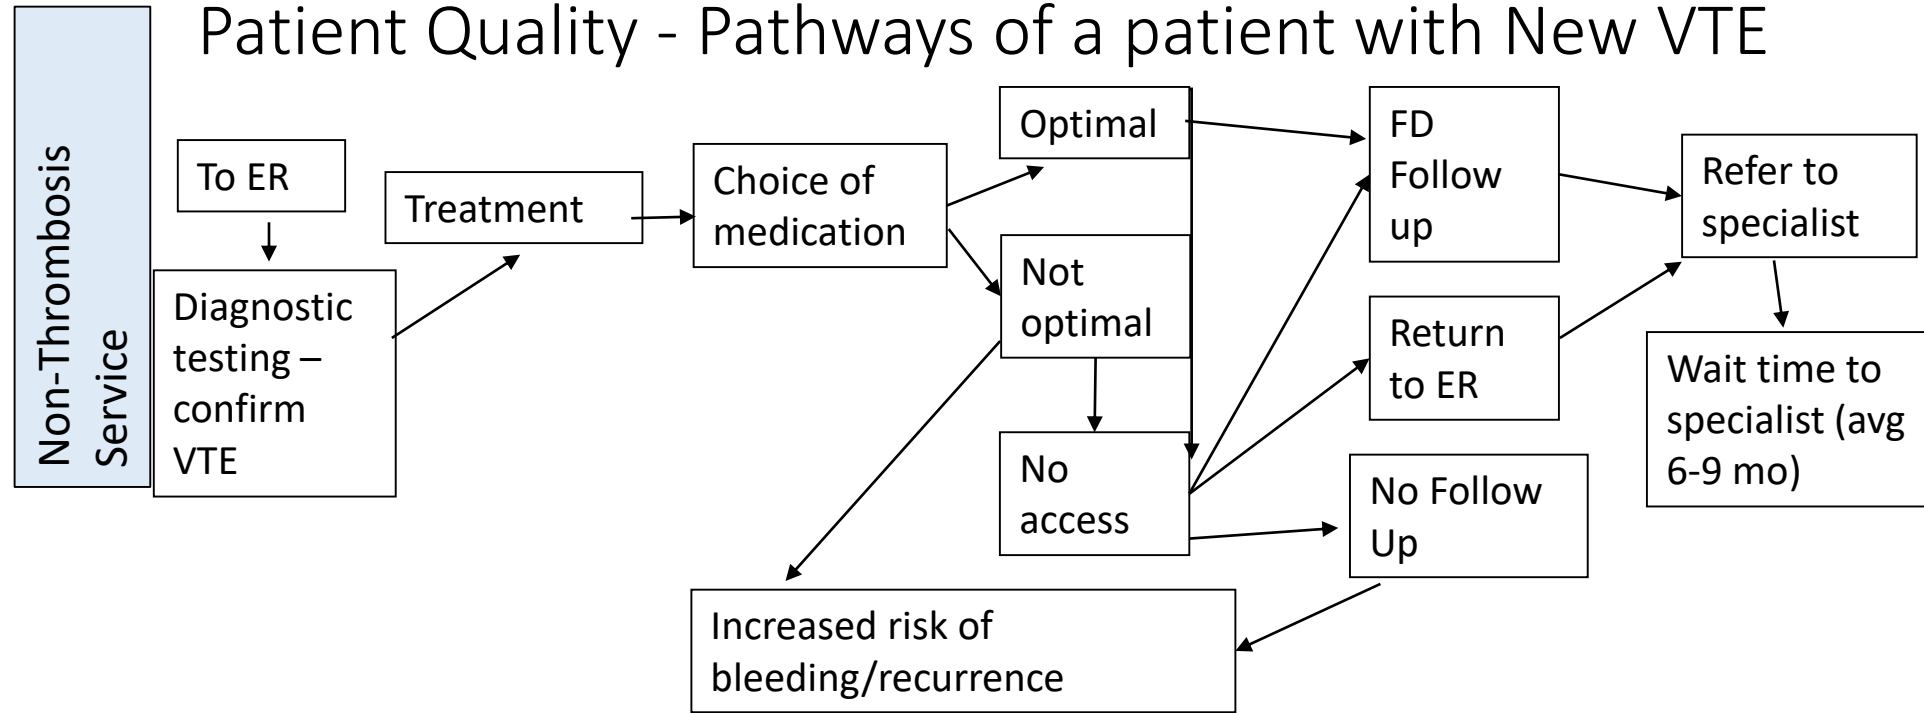 Patient Quality - Pathways of a patient with New VTE
Non-Thrombosis
Service
To ER
Diagnostic
testing –
confirm
VTE
Treatment
Choice of
medication
Optimal
Not
optimal
No
access
FD
Follow
up
Return
to ER
No Follow
Up
Refer to
specialist
Wait time to
specialist (avg
6-9 mo)
Increased risk of
bleeding/recurrence